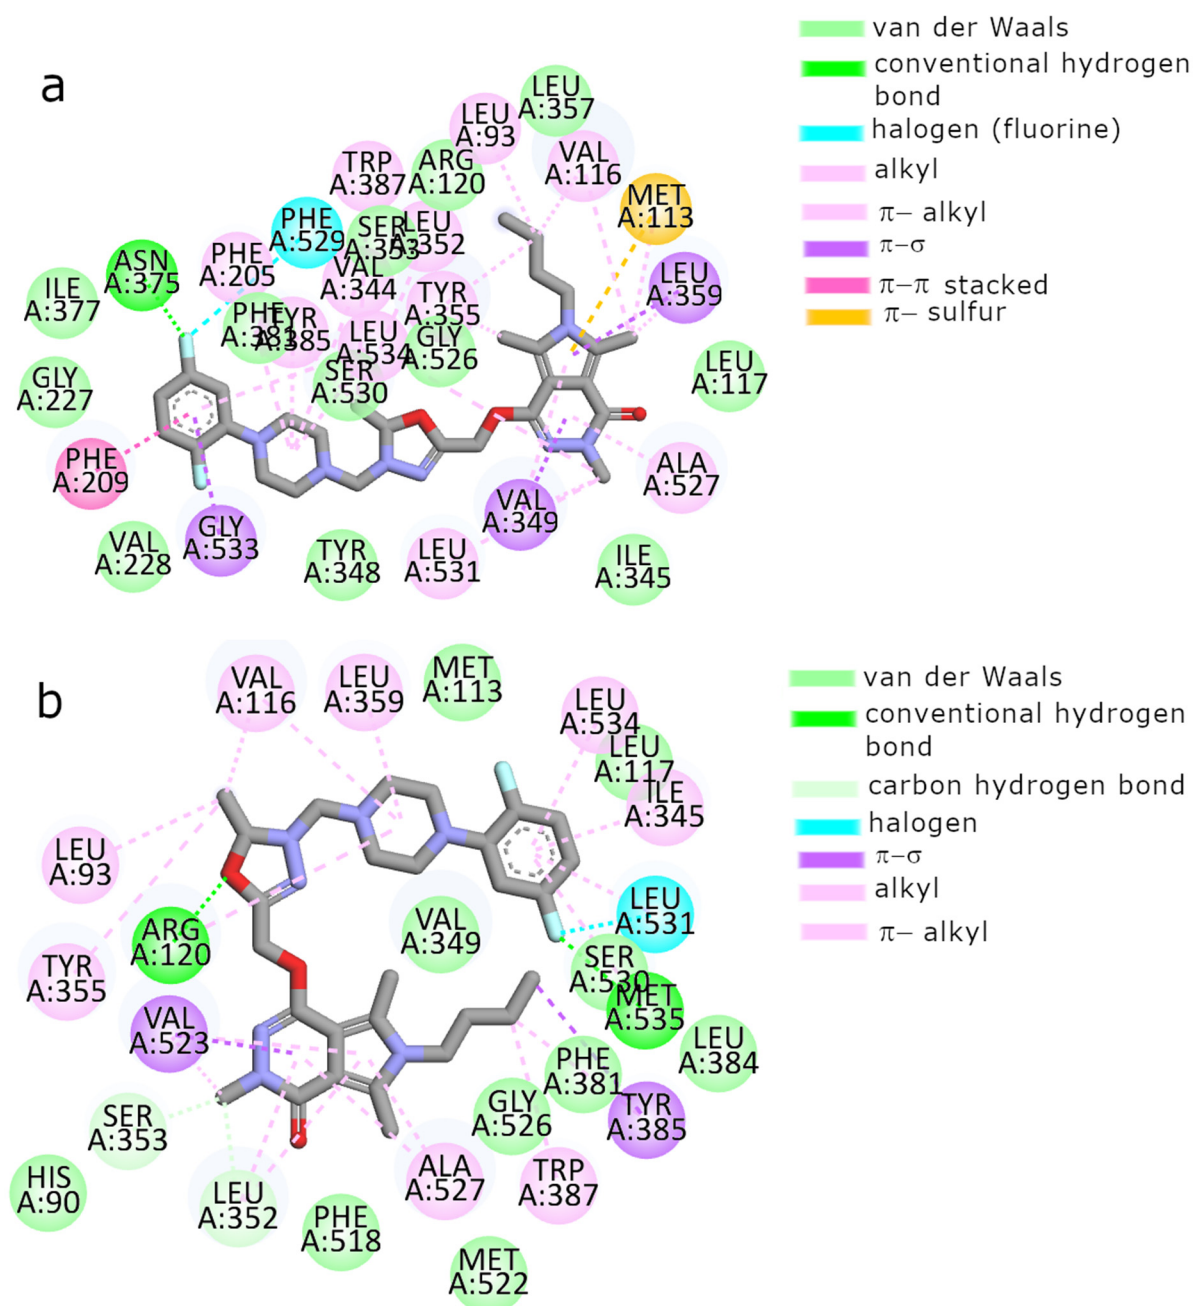 a
van der Waals
conventional hydrogen
bond
halogen (fluorine)
alkyl
π– alkyl
π–σ
π–π stacked
π– sulfur
LEU
A:357
LEU
A:93
VAL
A:116
TRP
A:387
ARG
A:120
MET
A:113
PHE
A:529
SER
A:353
LEU
A:352
ASN
A:375
PHE
A:205
VAL
A:344
TYR
A:355
LEU
A:359
ILE
A:377
PHE
A:381
TYR
A:385
LEU
A:534
GLY
A:526
SER
A:530
LEU
A:117
GLY
A:227
PHE
A:209
ALA
A:527
VAL
A:349
GLY
A:533
VAL
A:228
TYR
A:348
LEU
A:531
ILE
A:345
b
van der Waals
conventional hydrogen
bond
carbon hydrogen bond
halogen
π–σ
alkyl
π– alkyl
VAL
A:116
LEU
A:359
MET
A:113
LEU
A:534
LEU
A:117
ILE
A:345
LEU
A:93
ARG
A:120
VAL
A:349
LEU
A:531
TYR
A:355
SER
A:530
MET
A:535
VAL
A:523
LEU
A:384
PHE
A:381
GLY
A:526
TYR
A:385
SER
A:353
HIS
A:90
LEU
A:352
ALA
A:527
TRP
A:387
PHE
A:518
MET
A:522